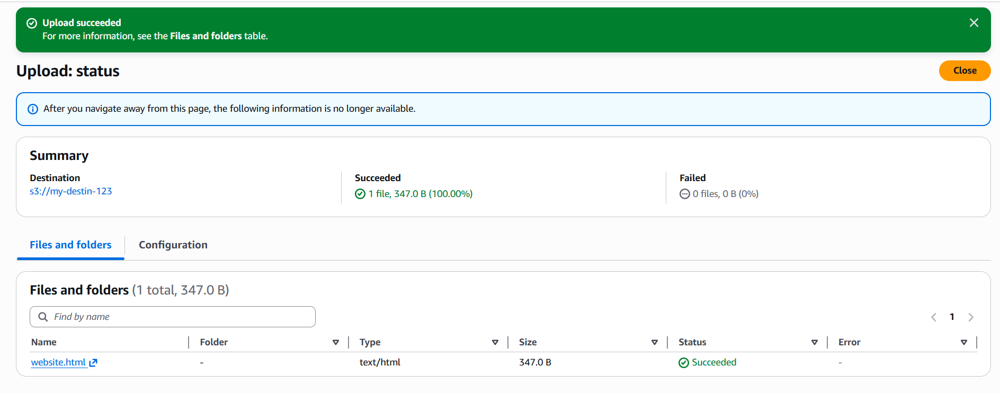 Upload succeeded
For more information, see the Files and folders table.
Upload: status
Close
After you navigate away from this page, the following information is no longer available.
Summary
Destination
s3://my-destin-123
Succeeded
1 file, 347.0 B (100.00%)
Failed
0 files, 0 B (0%)
Files and folders
Configuration
Files and folders (1 total, 347.0 B)
Find by name
1
Name Folder Type Size Status Error
website.html - text/html 347.0 B Succeeded -